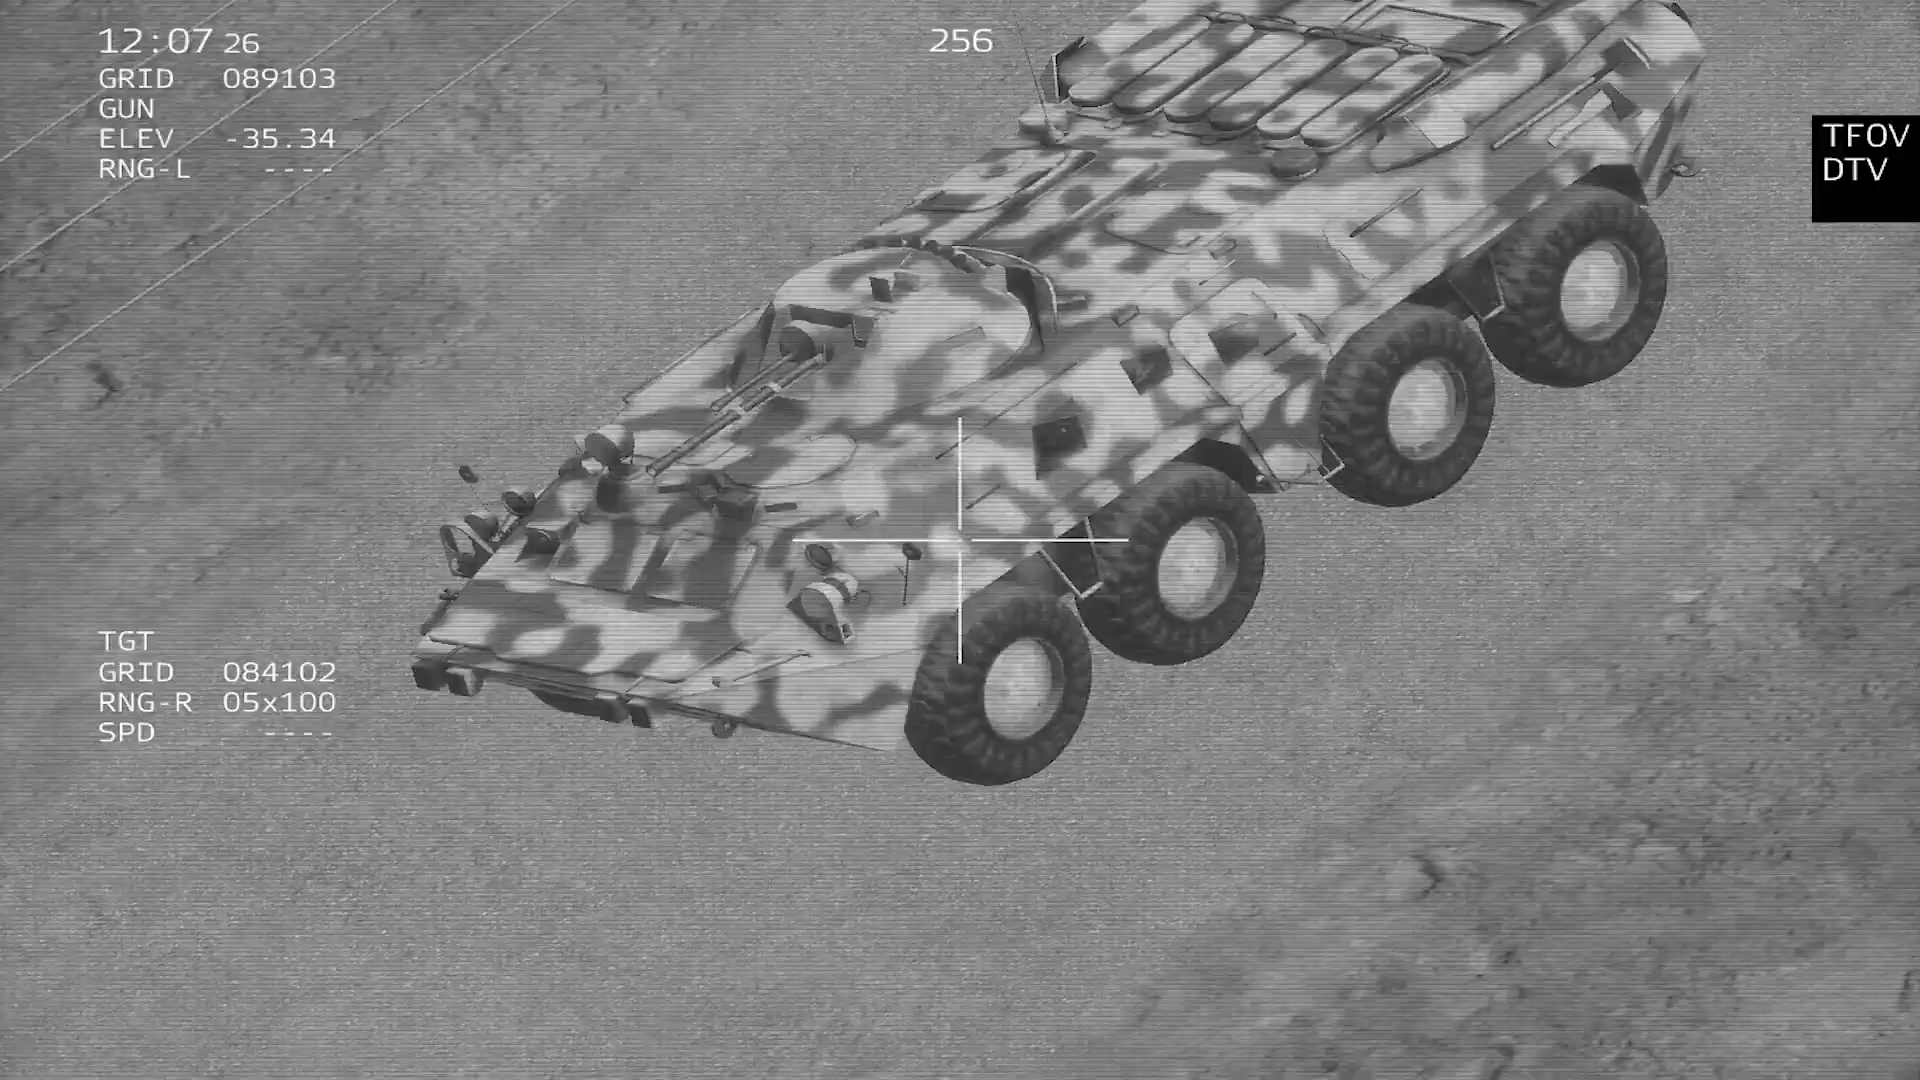 12:07 26
GRID 089103
GUN
ELEV -35.34
RNG-L ----
256
TFOV
DTV
TGT
GRID 084102
RNG-R 05x100
SPD ----